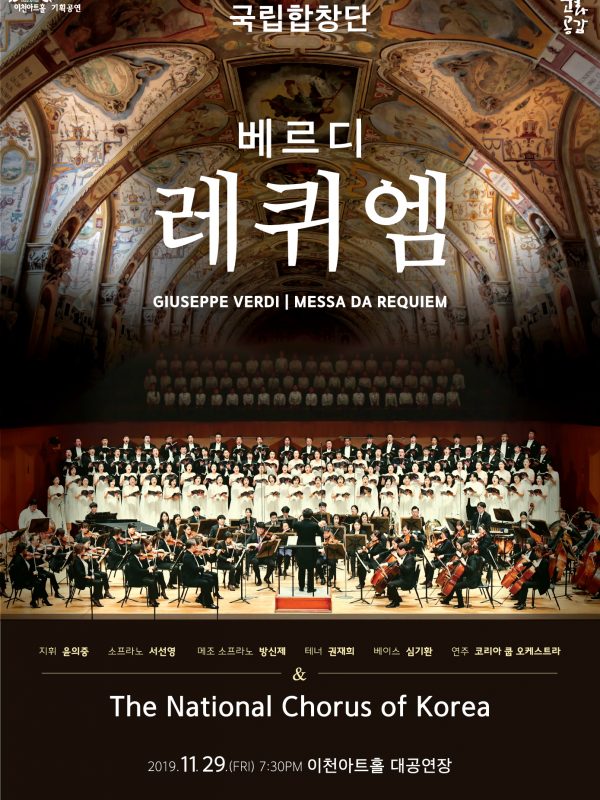 이천아트홀 기획공연
국립합창단
공감
베르디
레퀴엠
GIUSEPPE VERDI | MESSA DA REQUIEM
지휘 윤의중 소프라노 서선영 메조 소프라노 방신제 테너 권재희 베이스 심기환 연주 코리아 쿱 오케스트라
&
The National Chorus of Korea
2019.11.29.(FRI) 7:30PM 이천아트홀 대공연장